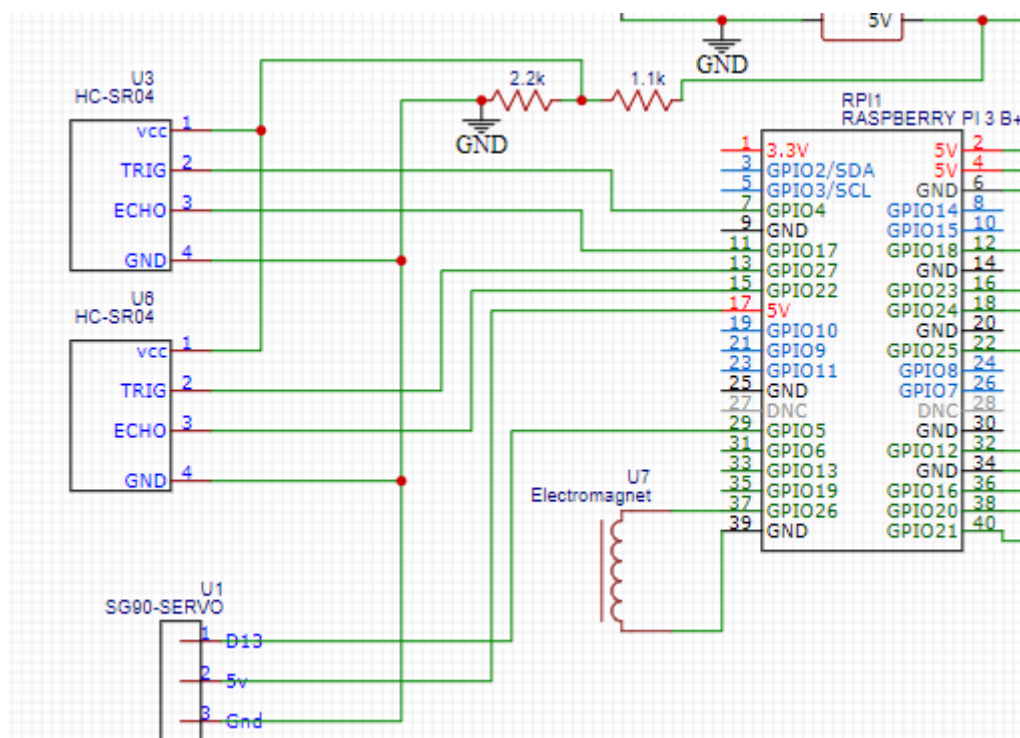 5V
GND
U3
HC-SR04
vcc 1
TRIG 2
ECHO 3
GND 4
2.2k
1.1k
GND
RPI1
RASPBERRY PI 3 B+
1 3.3V 5V 2
3 GPIO2/SDA 5V 4
5 GPIO3/SCL GND 6
7 GPIO4 GPIO14 8
9 GND GPIO15 10
11 GPIO17 GPIO18 12
13 GPIO27 GND 14
15 GPIO22 GPIO23 16
17 5V GPIO24 18
19 GPIO10 GND 20
21 GPIO9 GPIO25 22
23 GPIO11 GPIO8 24
25 GND GPIO7 26
27 DNC DNC 28
29 GPIO5 GND 30
31 GPIO6 GPIO12 32
33 GPIO13 GND 34
35 GPIO19 GPIO16 36
37 GPIO26 GPIO20 38
39 GND GPIO21 40
U6
HC-SR04
vcc 1
TRIG 2
ECHO 3
GND 4
U7
Electromagnet
U1
SG90-SERVO
1 D13
2 5v
3 Gnd